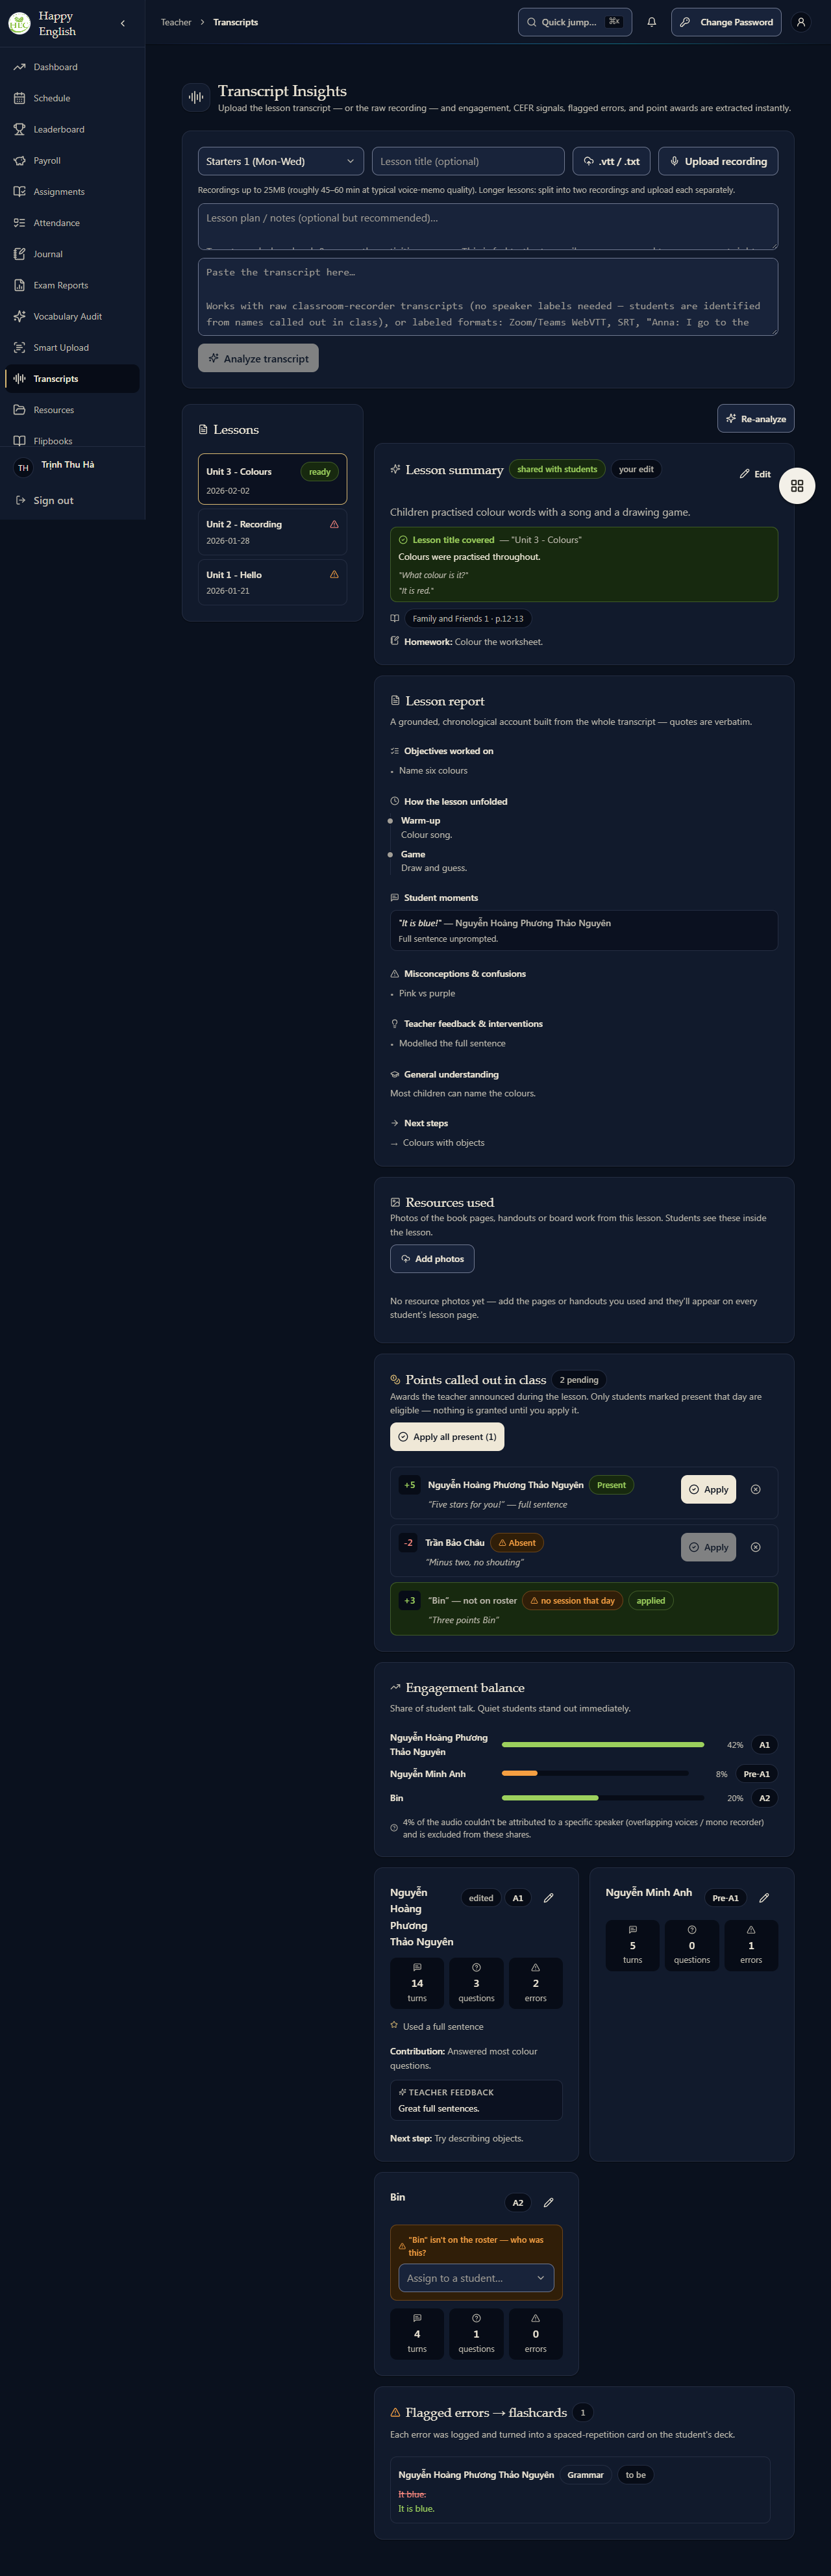 Happy
English
Dashboard
Schedule
Leaderboard
Payroll
Assignments
Attendance
Journal
Exam Reports
Vocabulary Audit
Smart Upload
Transcripts
Resources
Flipbooks
TH
Trịnh Thu Hà
Sign out
Teacher > Transcripts
Quick jump... ⌘K
Change Password
Transcript Insights
Upload the lesson transcript — or the raw recording — and engagement, CEFR signals, flagged errors, and point awards are extracted instantly.
Starters 1 (Mon-Wed)
Lesson title (optional)
.vtt / .txt
Upload recording
Recordings up to 25MB (roughly 45–60 min at typical voice-memo quality). Longer lessons: split into two recordings and upload each separately.
Lesson plan / notes (optional but recommended)...
Paste the transcript here…
Works with raw classroom-recorder transcripts (no speaker labels needed — students are identified
from names called out in class), or labeled formats: Zoom/Teams WebVTT, SRT, "Anna: I go to the
Analyze transcript
Lessons
Unit 3 - Colours ready
2026-02-02
Unit 2 - Recording
2026-01-28
Unit 1 - Hello
2026-01-21
Re-analyze
Lesson summary shared with students your edit
Edit
Children practised colour words with a song and a drawing game.
Lesson title covered — "Unit 3 - Colours"
Colours were practised throughout.
"What colour is it?"
"It is red."
Family and Friends 1 · p.12-13
Homework: Colour the worksheet.
Lesson report
A grounded, chronological account built from the whole transcript — quotes are verbatim.
Objectives worked on
• Name six colours
How the lesson unfolded
Warm-up
Colour song.
Game
Draw and guess.
Student moments
"It is blue!" — Nguyễn Hoàng Phương Thảo Nguyên
Full sentence unprompted.
Misconceptions & confusions
• Pink vs purple
Teacher feedback & interventions
• Modelled the full sentence
General understanding
Most children can name the colours.
Next steps
→ Colours with objects
Resources used
Photos of the book pages, handouts or board work from this lesson. Students see these inside
the lesson.
Add photos
No resource photos yet — add the pages or handouts you used and they'll appear on every
student's lesson page.
Points called out in class 2 pending
Awards the teacher announced during the lesson. Only students marked present that day are
eligible — nothing is granted until you apply it.
Apply all present (1)
+5 Nguyễn Hoàng Phương Thảo Nguyên Present
"Five stars for you!" — full sentence
Apply
-2 Trần Bảo Châu Absent
"Minus two, no shouting"
Apply
+3 "Bin" — not on roster no session that day applied
"Three points Bin"
Engagement balance
Share of student talk. Quiet students stand out immediately.
Nguyễn Hoàng Phương
Thảo Nguyên
42% A1
Nguyễn Minh Anh 8% Pre-A1
Bin 20% A2
4% of the audio couldn't be attributed to a specific speaker (overlapping voices / mono recorder)
and is excluded from these shares.
Nguyễn
Hoàng
Phương
Thảo Nguyên
edited A1
14 turns
3 questions
2 errors
Used a full sentence
Contribution: Answered most colour
questions.
TEACHER FEEDBACK
Great full sentences.
Next step: Try describing objects.
Nguyễn Minh Anh Pre-A1
5 turns
0 questions
1 errors
Bin A2
"Bin" isn't on the roster — who was
this?
Assign to a student...
4 turns
1 questions
0 errors
Flagged errors → flashcards 1
Each error was logged and turned into a spaced-repetition card on the student's deck.
Nguyễn Hoàng Phương Thảo Nguyên Grammar to be
It blue.
It is blue.